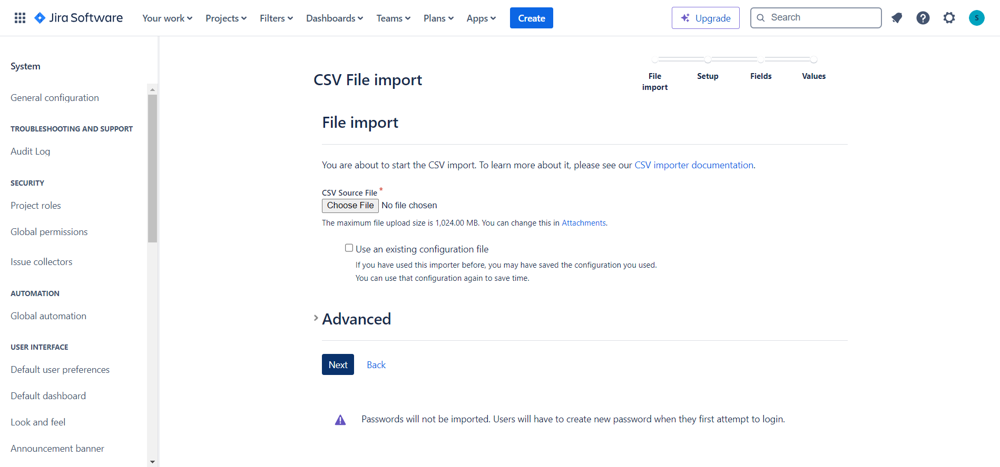 Jira Software
Your work
Projects
Filters
Dashboards
Teams
Plans
Apps
Create
Upgrade
Search
?
S
System
General configuration
TROUBLESHOOTING AND SUPPORT
Audit Log
SECURITY
Project roles
Global permissions
Issue collectors
AUTOMATION
Global automation
USER INTERFACE
Default user preferences
Default dashboard
Look and feel
Announcement banner
CSV File import
File
import
Setup
Fields
Values
File import
You are about to start the CSV import. To learn more about it, please see our CSV importer documentation.
CSV Source File *
Choose File No file chosen
The maximum file upload size is 1,024.00 MB. You can change this in Attachments.
Use an existing configuration file
If you have used this importer before, you may have saved the configuration you used.
You can use that configuration again to save time.
Advanced
Next
Back
Passwords will not be imported. Users will have to create new password when they first attempt to login.